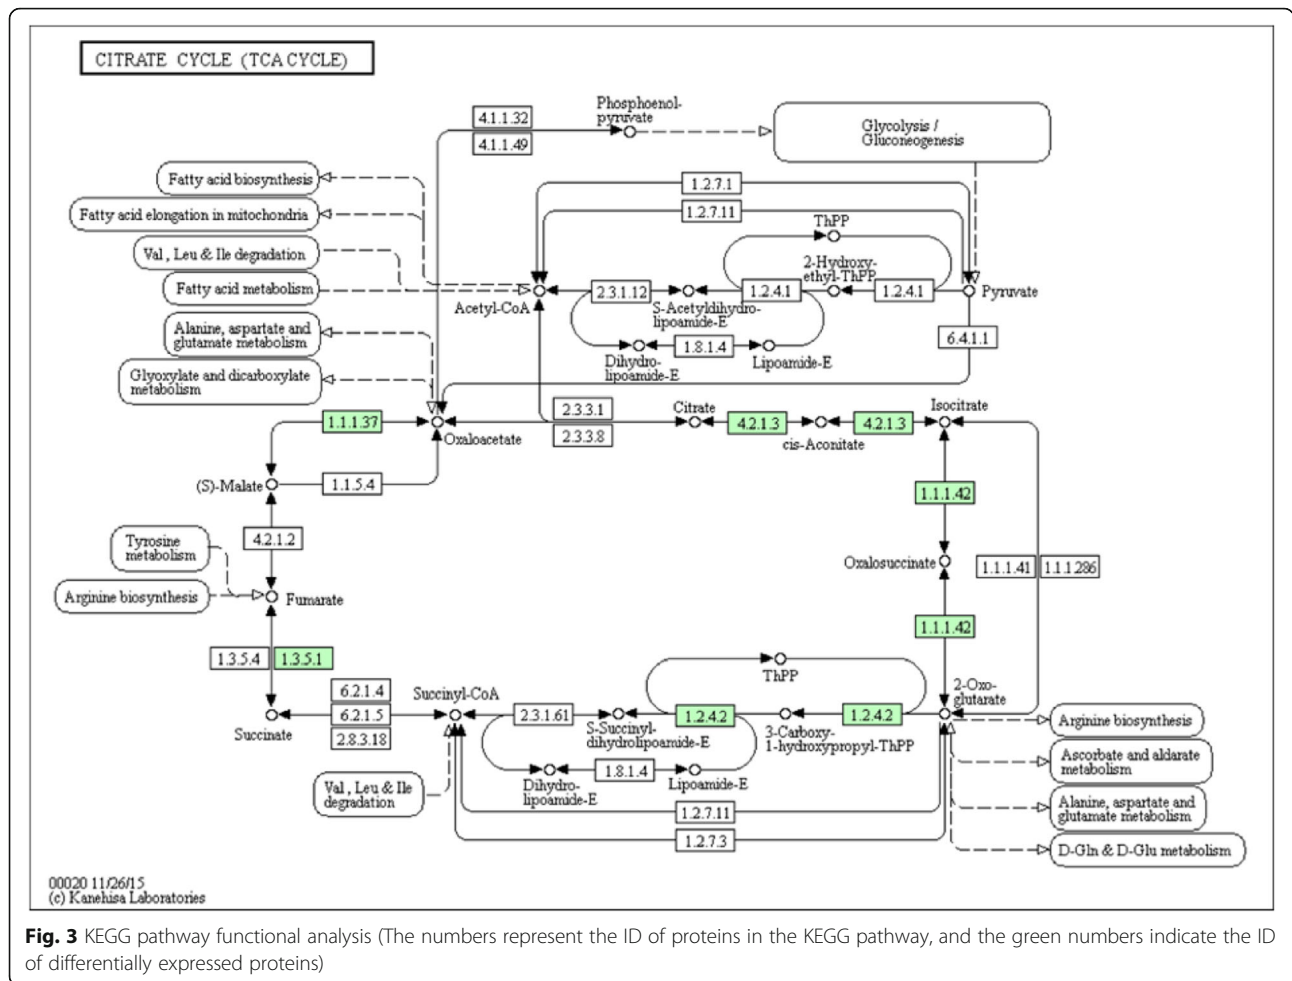 CITRATE CYCLE (TCA CYCLE)
Phosphoenol-
pyruvate
4.1.1.32
4.1.1.49
Glycolysis /
Gluconeogenesis
Fatty acid biosynthesis
Fatty acid elongation in mitochondria
Val, Leu & Ile degradation
Fatty acid metabolism
1.2.7.1
1.2.7.11
ThPP
2-Hydroxy-
ethyl-ThPP
Acetyl-CoA
2.3.1.12
1.2.4.1
1.2.4.1
Pyruvate
S-Acetyldihydro-
lipoamide-E
Alanine, aspartate and
glutamate metabolism
Glyoxylate and dicarboxylate
metabolism
Dihydro-
lipoamide-E
1.8.1.4
Lipoamide-E
6.4.1.1
1.1.1.37
Oxaloacetate
2.3.3.1
2.3.3.8
Citrate
4.2.1.3
cis-Aconitate
4.2.1.3
Isocitrate
(S)-Malate
1.1.5.4
1.1.1.42
4.2.1.2
Tyrosine
metabolism
Arginine biosynthesis
Fumarate
Oxalosuccinate
1.1.1.41
1.1.1.286
1.1.1.42
1.3.5.4
1.3.5.1
ThPP
6.2.1.4
6.2.1.5
2.8.3.18
Succinate
Succinyl-CoA
2.3.1.61
1.2.4.2
1.2.4.2
2-Oxo-
glutarate
S-Succinyl-
dihydrolipoamide-E
3-Carboxy-
1-hydroxypropyl-ThPP
Val, Leu & Ile
degradation
Dihydro-
lipoamide-E
1.8.1.4
Lipoamide-E
1.2.7.11
1.2.7.3
Arginine biosynthesis
Ascorbate and aldarate
metabolism
Alanine, aspartate and
glutamate metabolism
D-Gln & D-Glu metabolism
00020 11/26/15
(c) Kanehisa Laboratories
Fig. 3 KEGG pathway functional analysis (The numbers represent the ID of proteins in the KEGG pathway, and the green numbers indicate the ID
of differentially expressed proteins)